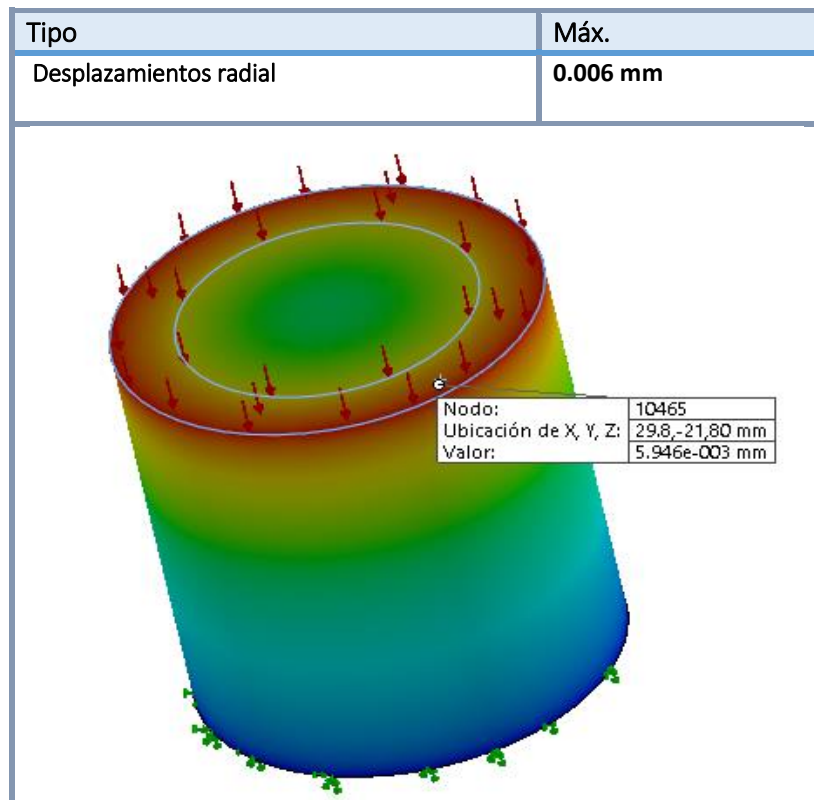 Tipo Máx.
Desplazamientos radial 0.006 mm
Nodo: 10465
Ubicación de X, Y, Z: 29.8,-21,80 mm
Valor: 5.946e-003 mm